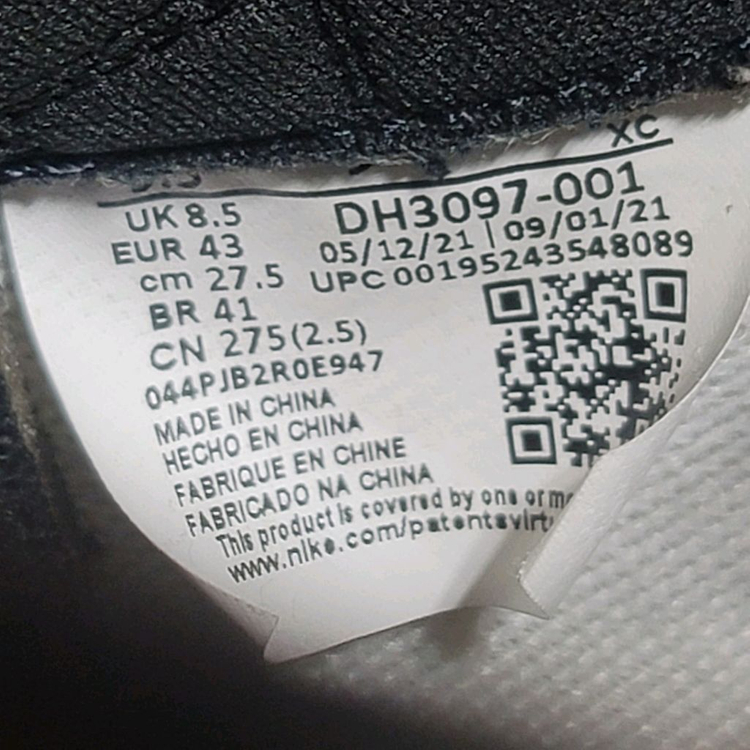 XC
UK 8.5
EUR 43
cm 27.5
BR 41
CN 275(2.5)
DH3097-001
05/12/21 | 09/01/21
UPC 00195243548089
044PJB2R0E947
MADE IN CHINA
HECHO EN CHINA
FABRIQUE EN CHINE
FABRICADO NA CHINA
This product is covered by one or
www.nike.com/patents